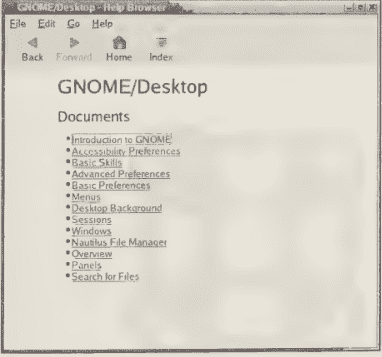 GNOME/Desktop - Help Browser
File Edit Go Help
Back Forward Home Index
GNOME/Desktop
Documents
• Introduction to GNOME
• Accessibility Preferences
• Basic Skills
• Advanced Preferences
• Basic Preferences
• Menus
• Desktop Background
• Sessions
• Windows
• Nautilus File Manager
• Overview
• Panels
• Search for Files